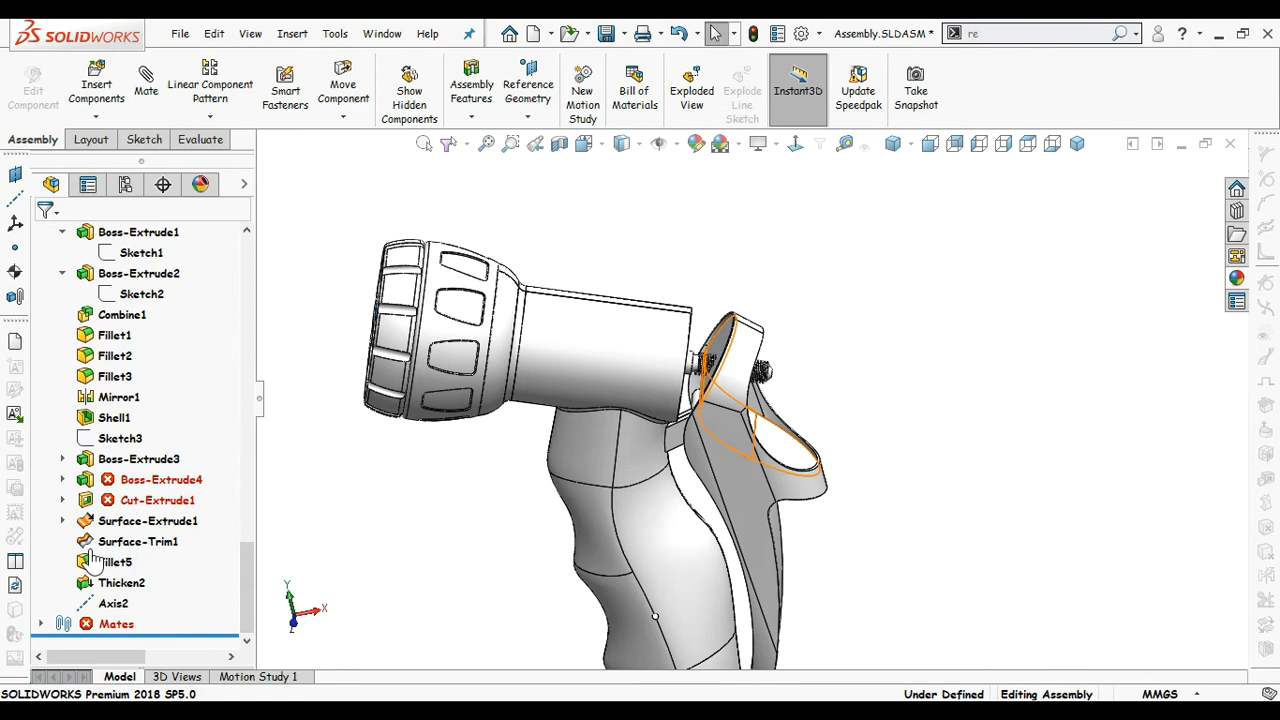 SOLIDWORKS
File Edit View Insert Tools Window Help
Assembly.SLDASM *
re
Edit Component
Insert Components
Mate
Linear Component Pattern
Smart Fasteners
Move Component
Show Hidden Components
Assembly Features
Reference Geometry
New Motion Study
Bill of Materials
Exploded View
Explode Line Sketch
Instant3D
Update Speedpak
Take Snapshot
Assembly Layout Sketch Evaluate
Boss-Extrude1
Sketch1
Boss-Extrude2
Sketch2
Combine1
Fillet1
Fillet2
Fillet3
Mirror1
Shell1
Sketch3
Boss-Extrude3
Boss-Extrude4
Cut-Extrude1
Surface-Extrude1
Surface-Trim1
illet5
Thicken2
Axis2
Mates
Y
X
Z
Model 3D Views Motion Study 1
SOLIDWORKS Premium 2018 SP5.0
Under Defined Editing Assembly MMGS